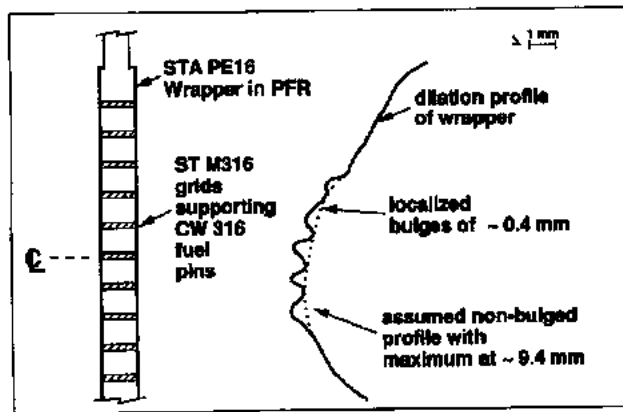 1 mm
STA PE16
Wrapper in PFR
dilation profile
of wrapper
ST M316
grids
supporting
CW 316
fuel
pins
localized
bulges of ~ 0.4 mm
℄
assumed non-bulged
profile with
maximum at ~ 9.4 mm